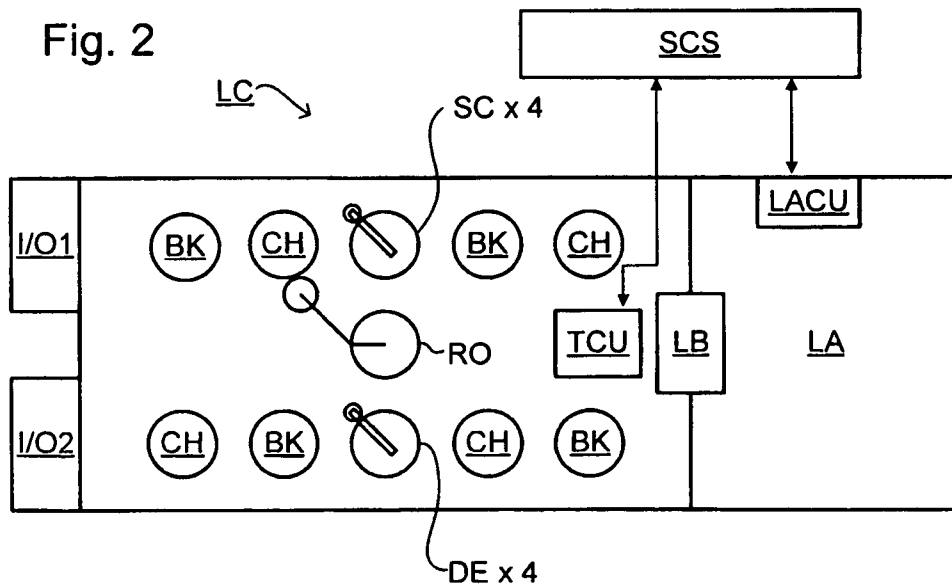 Fig. 2
SCS
LC
SC x 4
LACU
I/O1
BK
CH
BK
CH
RO
TCU
LB
LA
I/O2
CH
BK
CH
BK
DE x 4